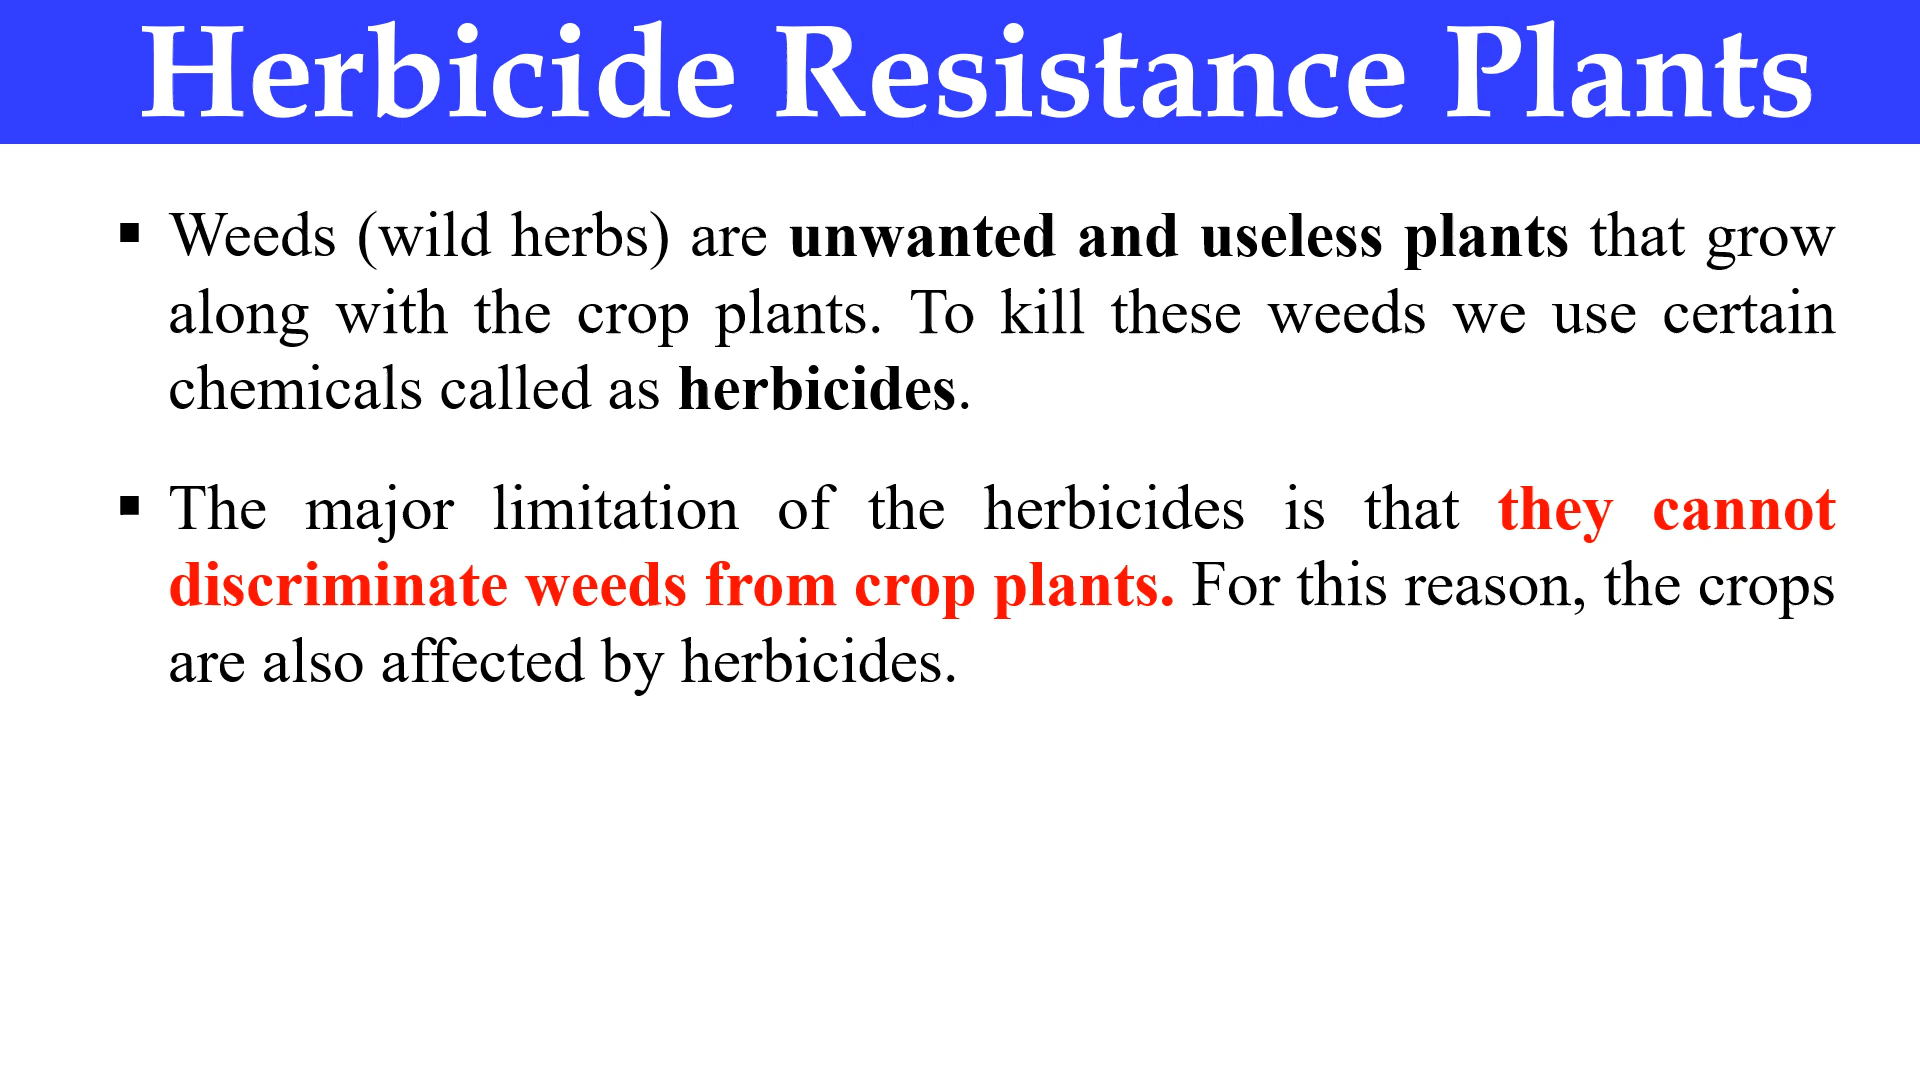 Herbicide Resistance Plants
▪ Weeds (wild herbs) are unwanted and useless plants that grow
along with the crop plants. To kill these weeds we use certain
chemicals called as herbicides.
▪ The major limitation of the herbicides is that they cannot
discriminate weeds from crop plants. For this reason, the crops
are also affected by herbicides.